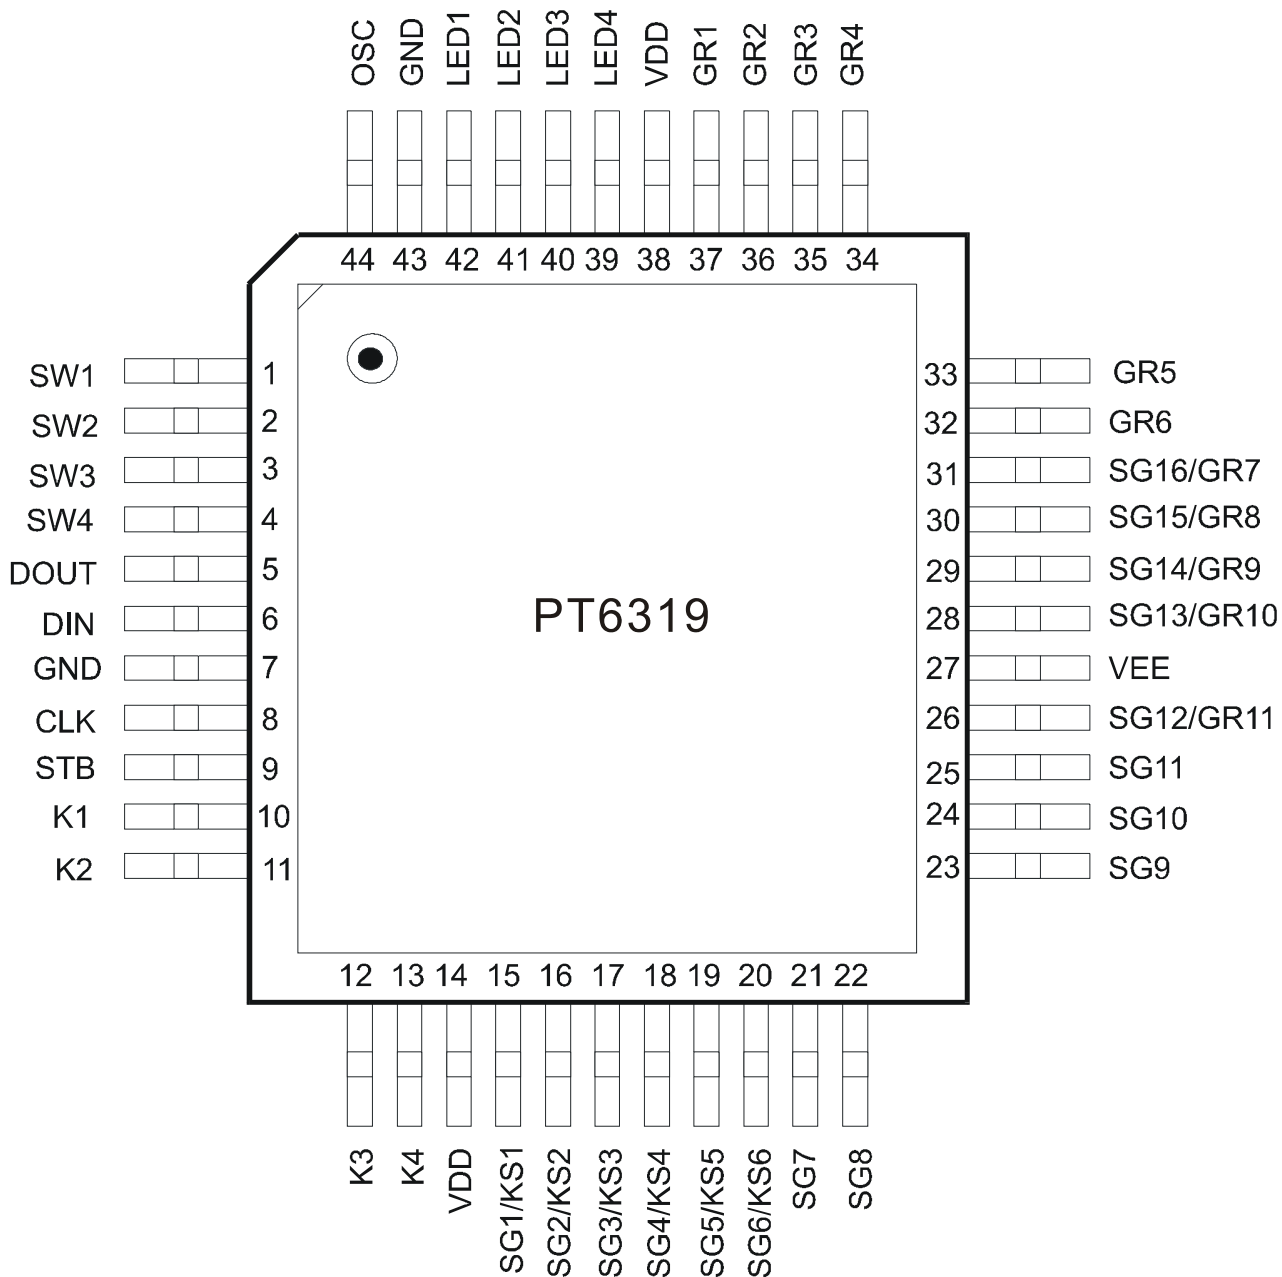 OSC GND LED1 LED2 LED3 LED4 VDD GR1 GR2 GR3 GR4
44 43 42 41 40 39 38 37 36 35 34
SW1 1 33 GR5
SW2 2 32 GR6
SW3 3 31 SG16/GR7
SW4 4 30 SG15/GR8
DOUT 5 29 SG14/GR9
DIN 6 PT6319 28 SG13/GR10
GND 7 27 VEE
CLK 8 26 SG12/GR11
STB 9 25 SG11
K1 10 24 SG10
K2 11 23 SG9
12 13 14 15 16 17 18 19 20 21 22
K3 K4 VDD SG1/KS1 SG2/KS2 SG3/KS3 SG4/KS4 SG5/KS5 SG6/KS6 SG7 SG8